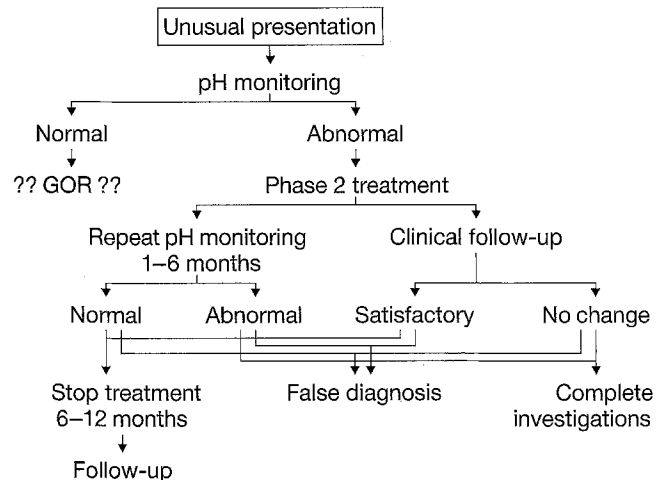 Unusual presentation
pH monitoring
Normal
Abnormal
?? GOR ??
Phase 2 treatment
Repeat pH monitoring
1–6 months
Clinical follow-up
Normal
Abnormal
Satisfactory
No change
Stop treatment
6–12 months
False diagnosis
Complete
investigations
Follow-up